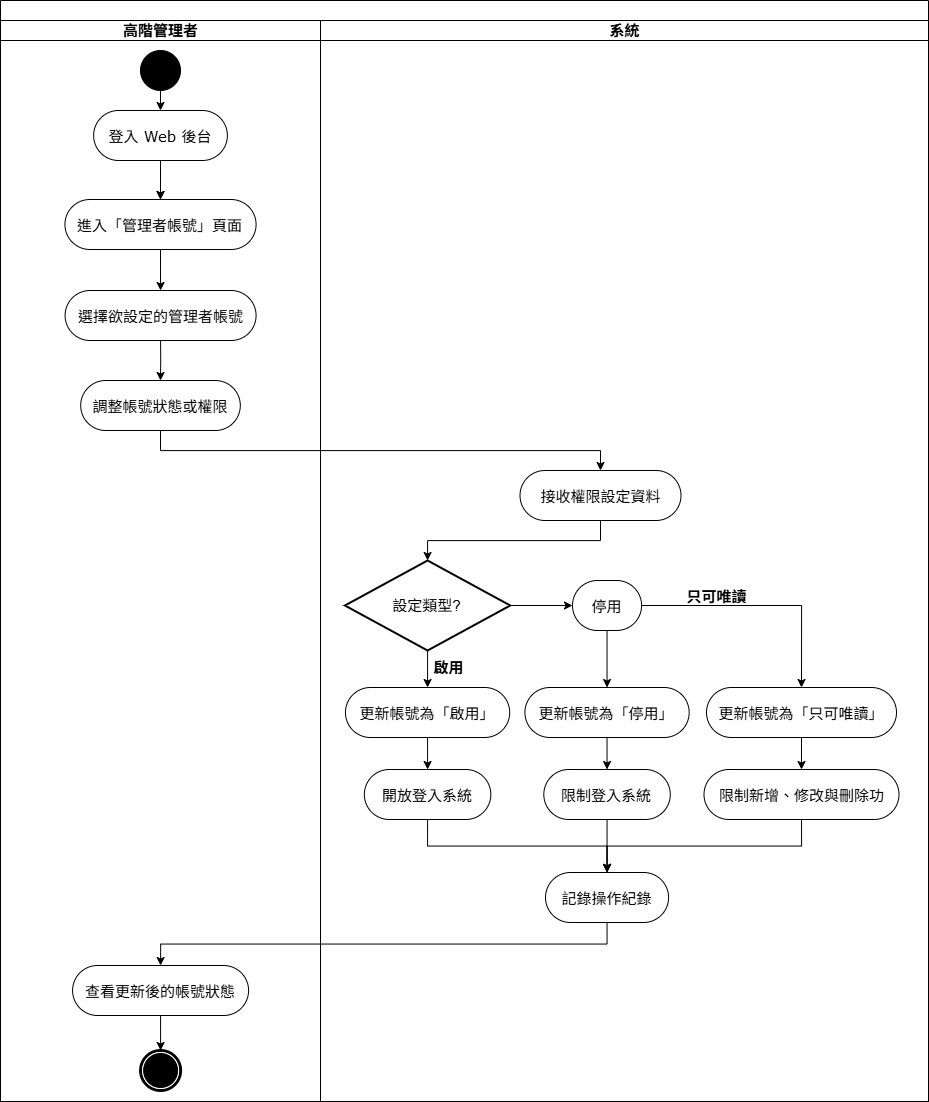 高階管理者
系統
登入 Web 後台
進入「管理者帳號」頁面
選擇欲設定的管理者帳號
調整帳號狀態或權限
接收權限設定資料
設定類型?
停用
只可唯讀
啟用
更新帳號為「啟用」
更新帳號為「停用」
更新帳號為「只可唯讀」
開放登入系統
限制登入系統
限制新增、修改與刪除功
記錄操作紀錄
查看更新後的帳號狀態